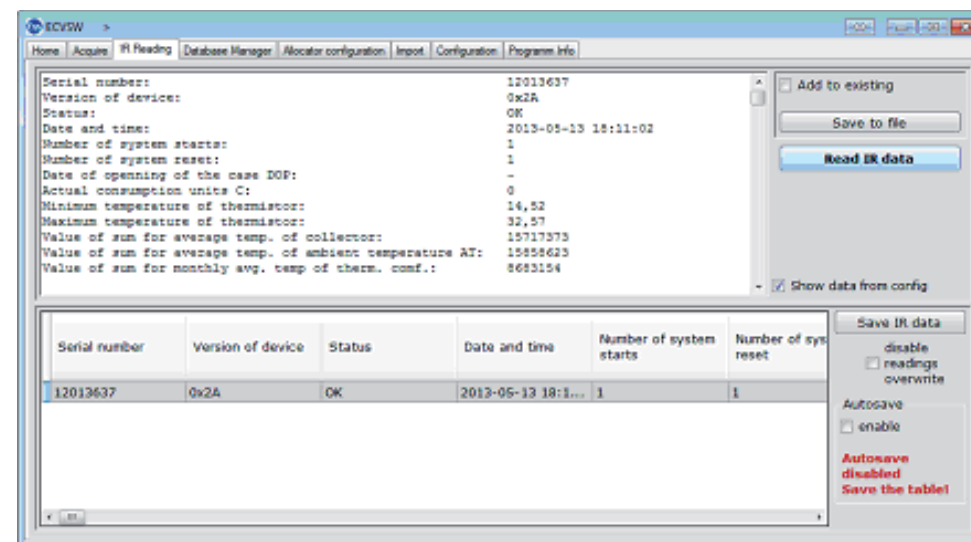 ECVSW >
Home Acquire IR Reading Database Manager Allocator configuration Import Configuration Programm Info
Serial number: 12013637
Version of device: 0x2A
Status: OK
Date and time: 2013-05-13 18:11:02
Number of system starts: 1
Number of system reset: 1
Date of openning of the case DOP: -
Actual consumption units C: 0
Minimum temperature of thermistor: 14,52
Maximum temperature of thermistor: 32,57
Value of sum for average temp. of collector: 15717373
Value of sum for average temp. of ambient temperature AT: 15858623
Value of sum for monthly avg. temp of therm. comf.: 8683154
Add to existing
Save to file
Read IR data
Show data from config
Serial number Version of device Status Date and time Number of system starts Number of sys reset
12013637 0x2A OK 2013-05-13 18:1... 1 1
Save IR data
disable
readings
overwrite
Autosave
enable
Autosave
disabled
Save the table!